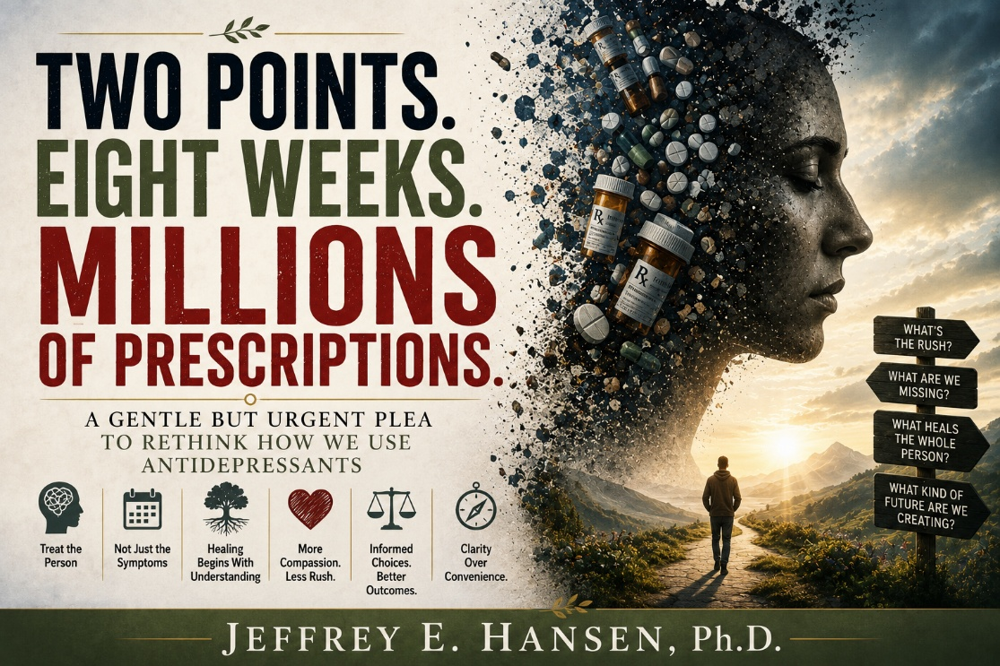 TWO POINTS.
EIGHT WEEKS.
MILLIONS
OF PRESCRIPTIONS.
A GENTLE BUT URGENT PLEA
TO RETHINK HOW WE USE
ANTIDEPRESSANTS
Treat the
Person
Not Just the
Symptoms
Healing
Begins With
Understanding
More
Compassion.
Less Rush.
Informed
Choices.
Better
Outcomes.
Clarity
Over
Convenience.
Rx
Rx
WHAT'S
THE RUSH?
WHAT ARE WE
MISSING?
WHAT HEALS
THE WHOLE
PERSON?
WHAT KIND OF
FUTURE ARE WE
CREATING?
JEFFREY E. HANSEN, Ph.D.